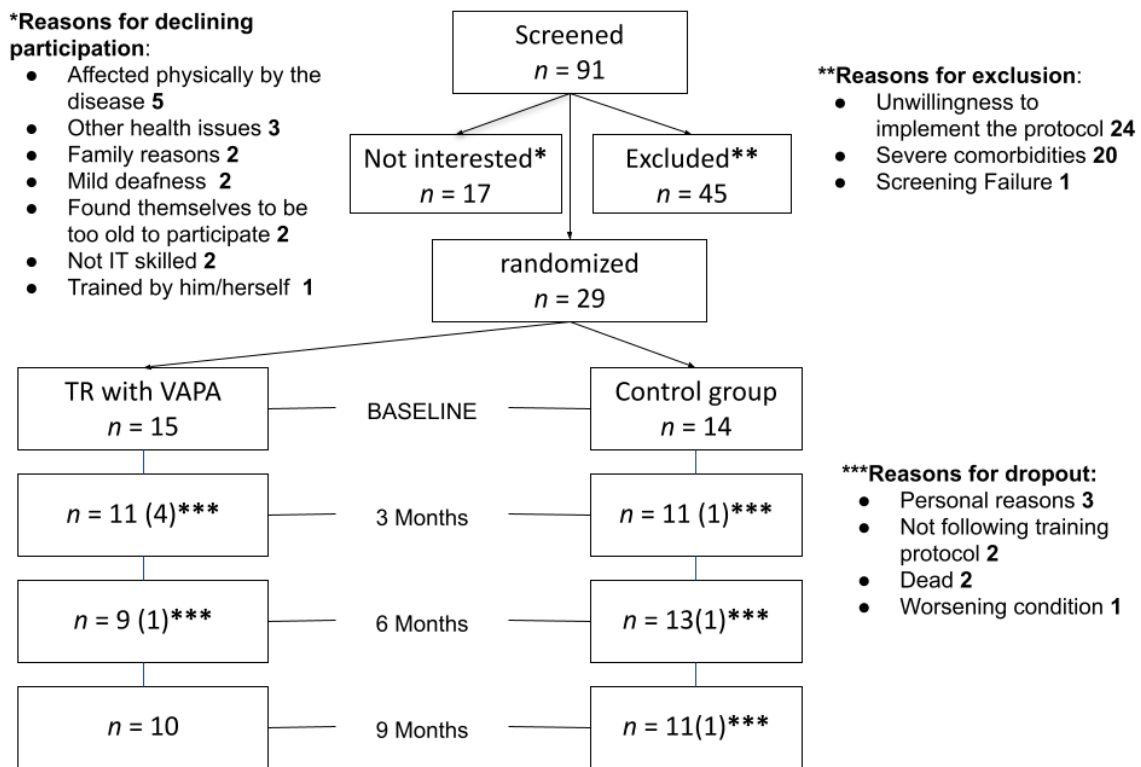 *Reasons for declining
participation:
● Affected physically by the
disease 5
● Other health issues 3
● Family reasons 2
● Mild deafness 2
● Found themselves to be
too old to participate 2
● Not IT skilled 2
● Trained by him/herself 1
Screened
n = 91
**Reasons for exclusion:
● Unwillingness to
implement the protocol 24
● Severe comorbidities 20
● Screening Failure 1
Not interested*
n = 17
Excluded**
n = 45
randomized
n = 29
TR with VAPA
n = 15
BASELINE
Control group
n = 14
n = 11 (4)***
3 Months
n = 11 (1)***
n = 9 (1)***
6 Months
n = 13(1)***
n = 10
9 Months
n = 11(1)***
***Reasons for dropout:
● Personal reasons 3
● Not following training
protocol 2
● Dead 2
● Worsening condition 1